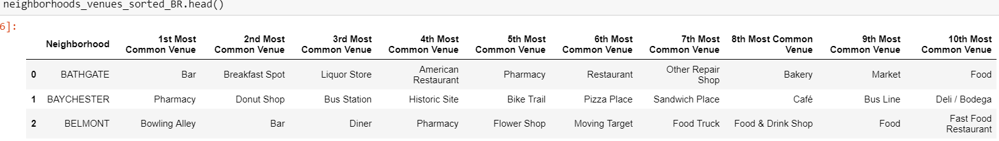 neighborhoods_venues_sorted_BR.head()
6]:
Neighborhood 1st Most Common Venue 2nd Most Common Venue 3rd Most Common Venue 4th Most Common Venue 5th Most Common Venue 6th Most Common Venue 7th Most Common Venue 8th Most Common Venue 9th Most Common Venue 10th Most Common Venue
0 BATHGATE Bar Breakfast Spot Liquor Store American Restaurant Pharmacy Restaurant Other Repair Shop Bakery Market Food
1 BAYCHESTER Pharmacy Donut Shop Bus Station Historic Site Bike Trail Pizza Place Sandwich Place Café Bus Line Deli / Bodega
2 BELMONT Bowling Alley Bar Diner Pharmacy Flower Shop Moving Target Food Truck Food & Drink Shop Food Fast Food Restaurant